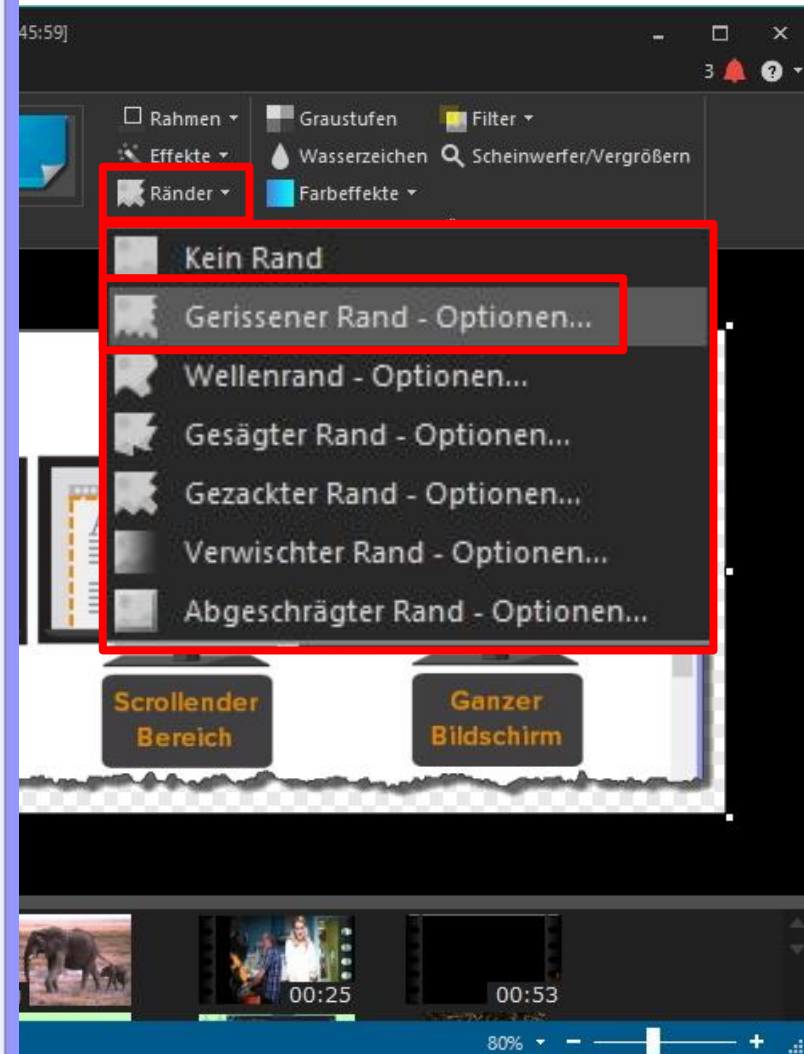 45:59]
3
Rahmen
Graustufen
Filter
Effekte
Wasserzeichen
Scheinwerfer/Vergrößern
Ränder
Farbeffekte
Kein Rand
Gerissener Rand - Optionen...
Wellenrand - Optionen...
Gesägter Rand - Optionen...
Gezackter Rand - Optionen...
Verwischter Rand - Optionen...
Abgeschrägter Rand - Optionen...
Scrollender
Bereich
Ganzer
Bildschirm
00:25
00:53
80%